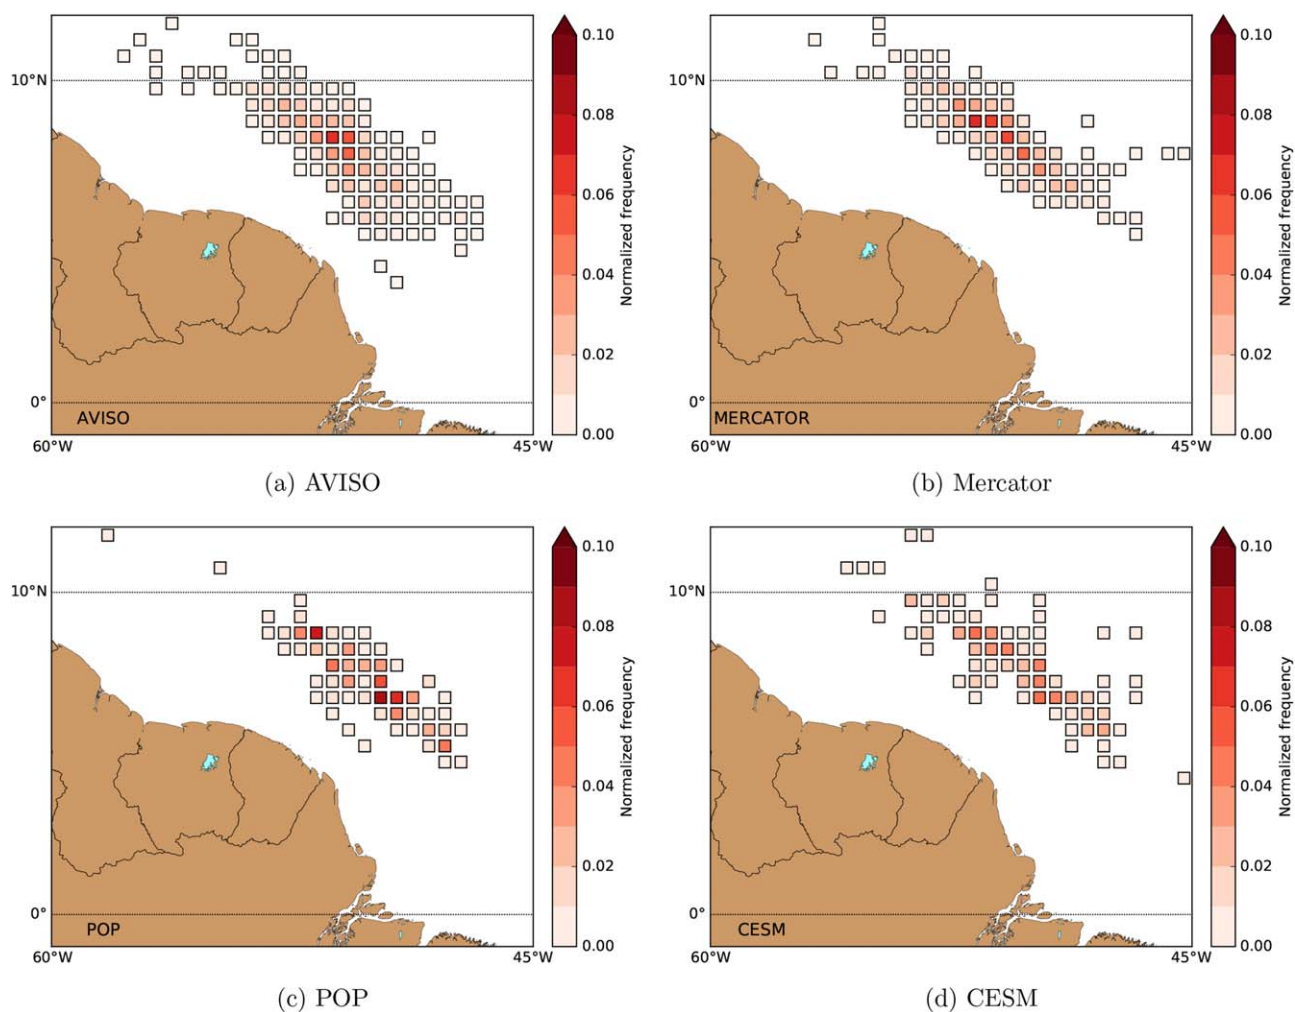 0.10 0.10
10°N 10°N
0.08 0.08
0.06 0.06
Normalized frequency Normalized frequency
0.04 0.04
0.02 0.02
0° 0°
AVISO MERCATOR
0.00 0.00
60°W 45°W 60°W 45°W
(a) AVISO (b) Mercator
0.10 0.10
10°N 10°N
0.08 0.08
0.06 0.06
Normalized frequency Normalized frequency
0.04 0.04
0.02 0.02
0° 0°
POP CESM
0.00 0.00
60°W 45°W 60°W 45°W
(c) POP (d) CESM